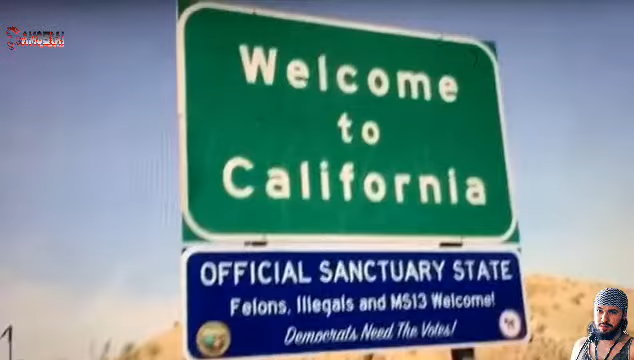 Welcome
to
California
OFFICIAL SANCTUARY STATE
Felons, Illegals and MS13 Welcome!
Democrats Need The Votes!